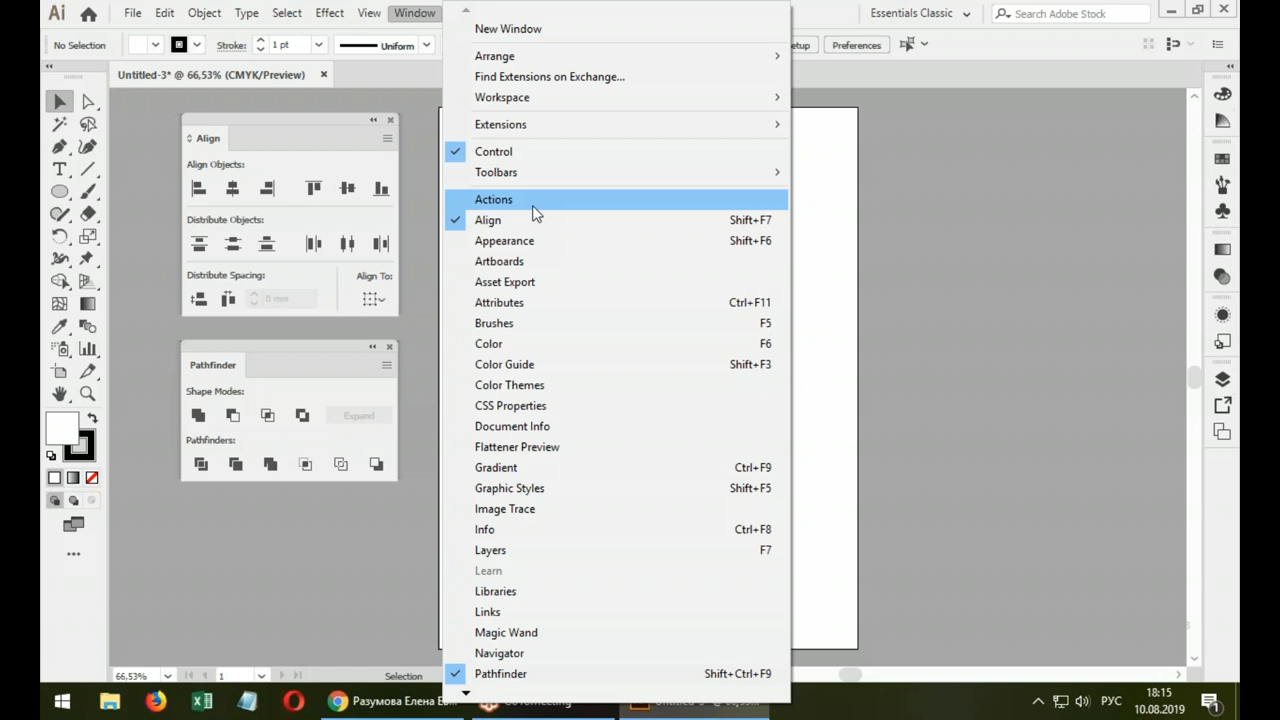 Ai File Edit Object Type Select Effect View Window Essentials Classic Search Adobe Stock
No Selection Stroke: 1 pt Uniform Preferences
Untitled-3* @ 66,53% (CMYK/Preview)
New Window
Arrange
Find Extensions on Exchange...
Workspace
Extensions
Control
Toolbars
Actions
Align Shift+F7
Appearance Shift+F6
Artboards
Asset Export
Attributes Ctrl+F11
Brushes F5
Color F6
Color Guide Shift+F3
Color Themes
CSS Properties
Document Info
Flattener Preview
Gradient Ctrl+F9
Graphic Styles Shift+F5
Image Trace
Info Ctrl+F8
Layers F7
Learn
Libraries
Links
Magic Wand
Navigator
Pathfinder Shift+Ctrl+F9
Align
Align Objects:
Distribute Objects:
Distribute Spacing: Align To:
0 mm
Pathfinder
Shape Modes:
Expand
Pathfinders:
66,53% 1 Selection
Разумова Елена
РУС
18:15
10.08.2019
1